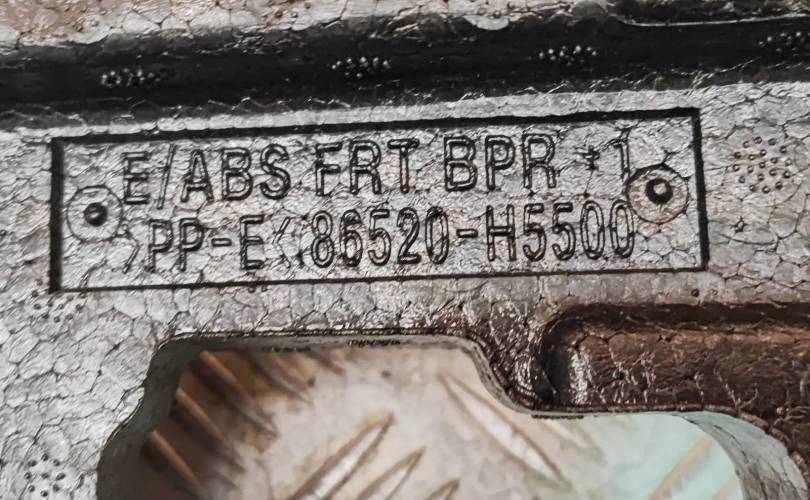 E/ABS FRT BPR #1
>PP-E< 86520-H5500